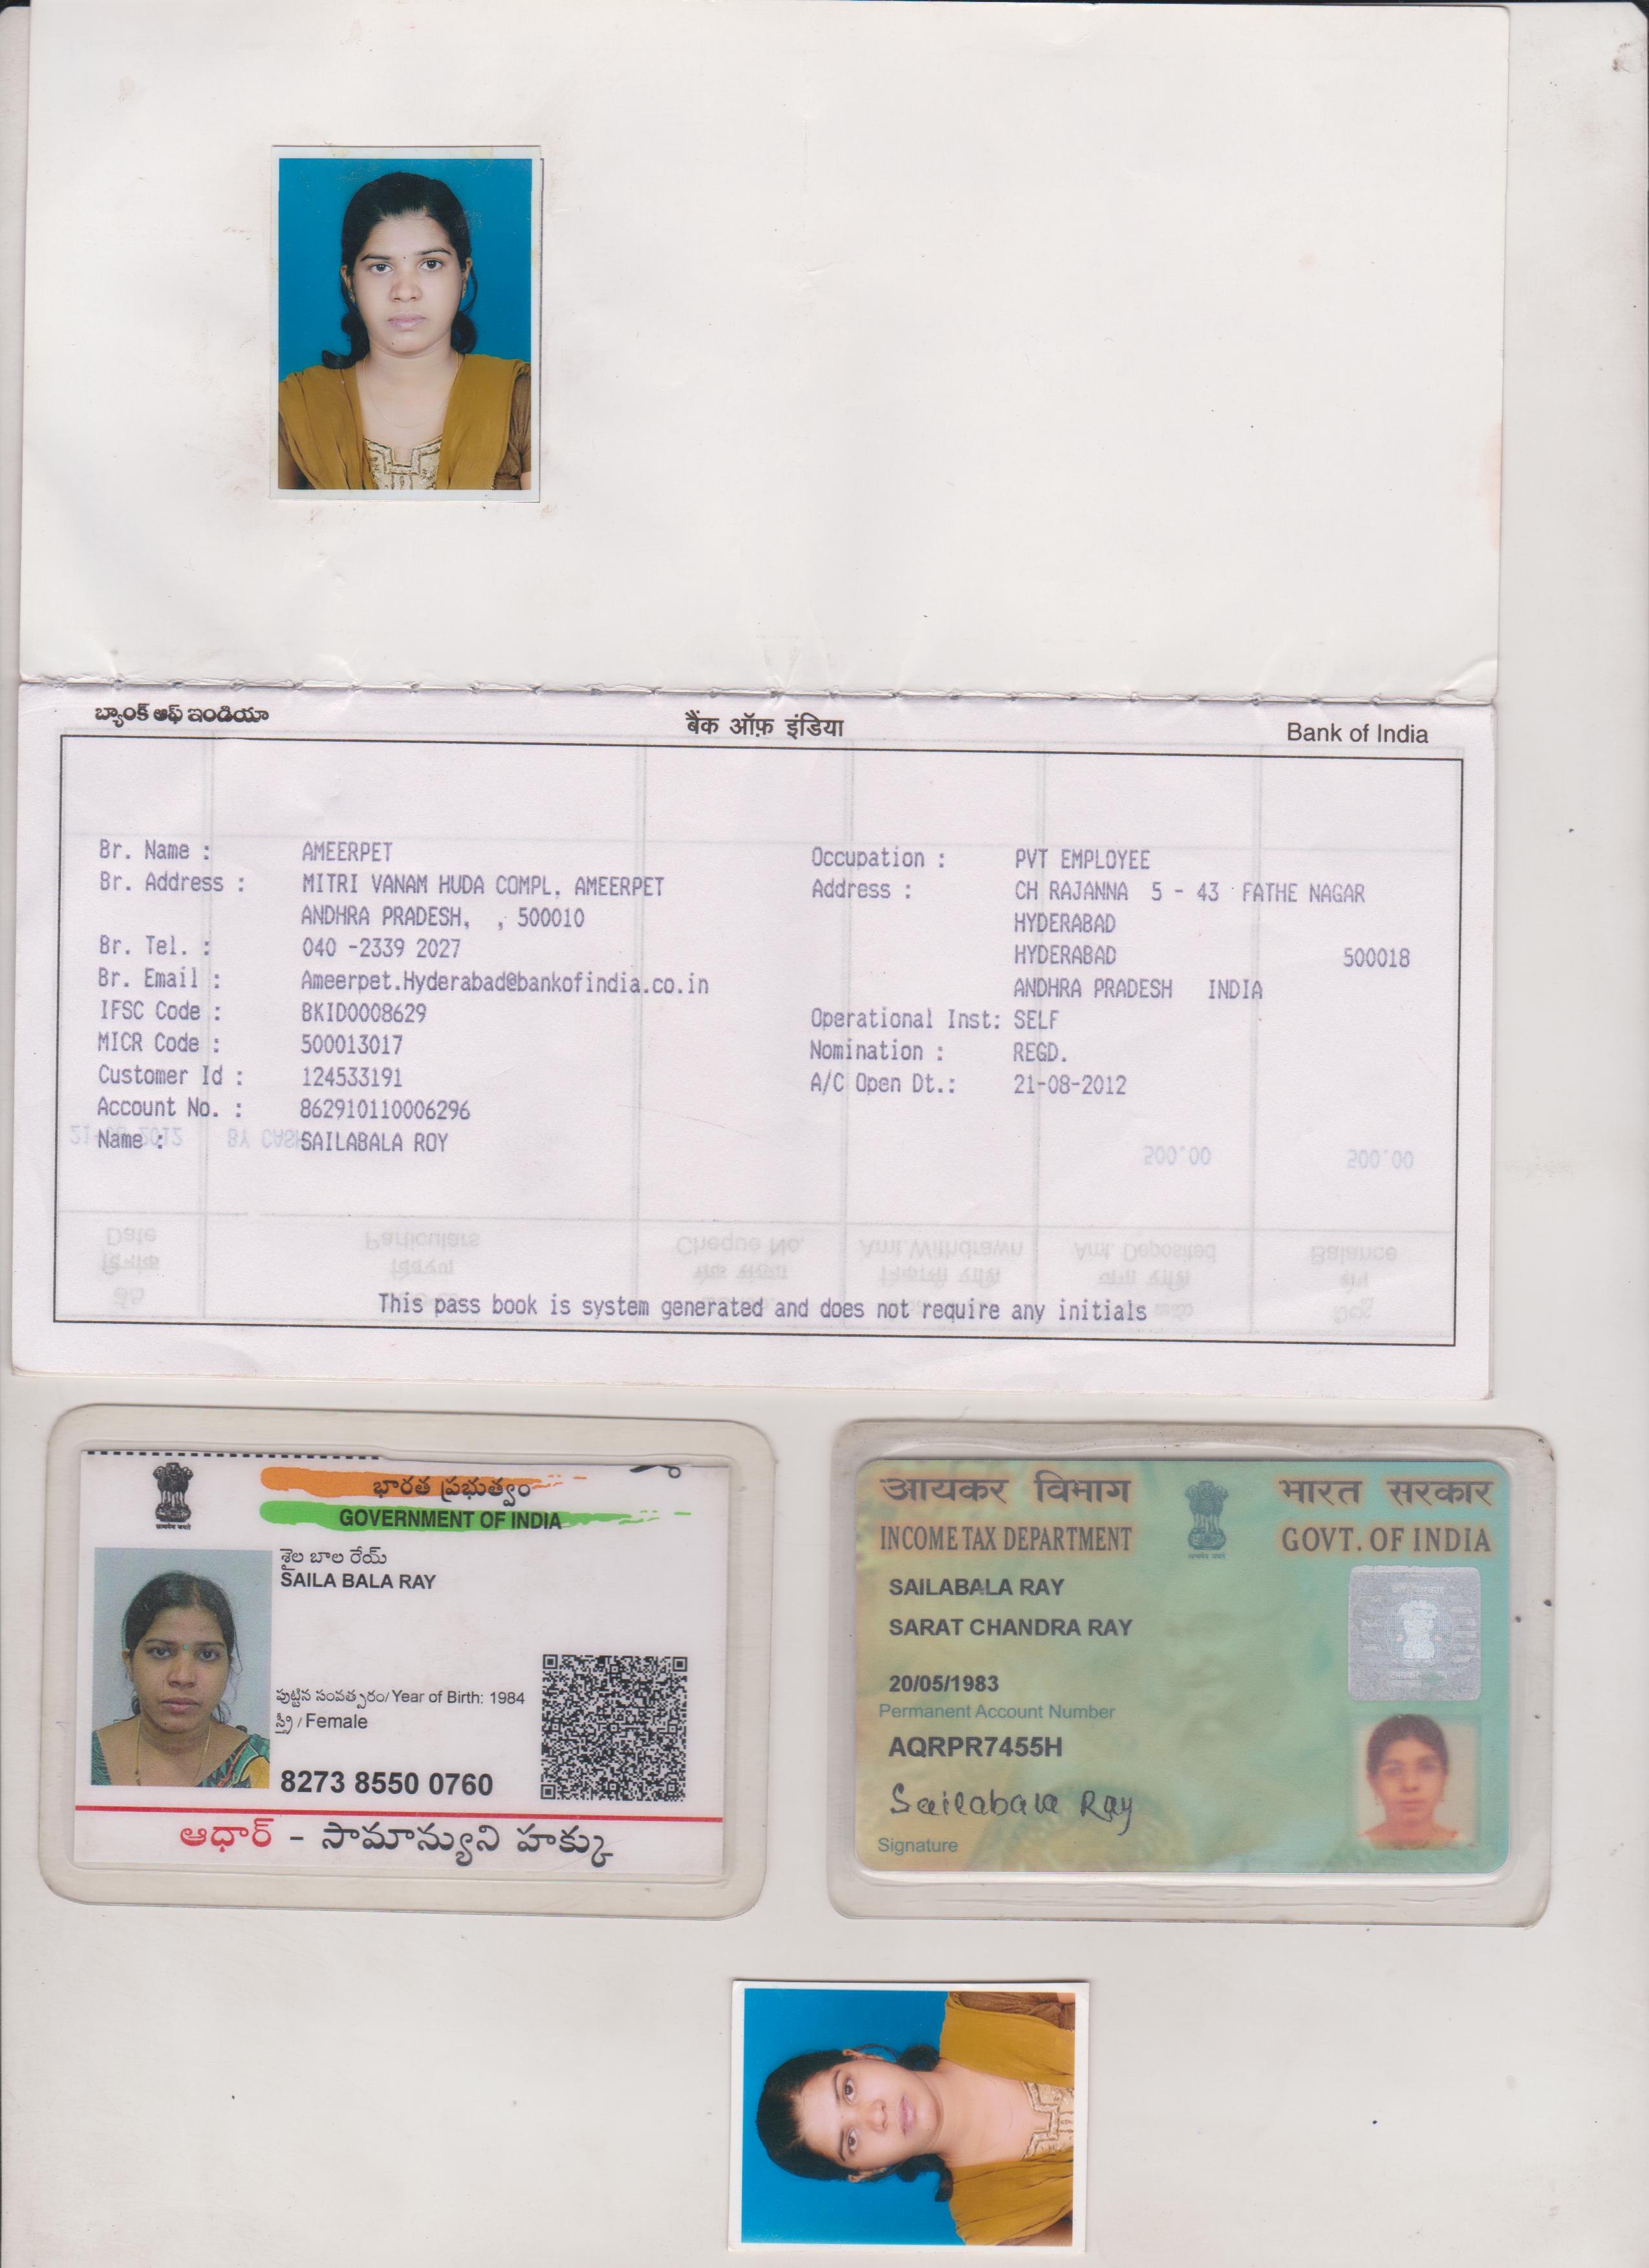 బ్యాంక్ ఆఫ్ ఇండియా बैंक ऑफ़ इंडिया Bank of India
Br. Name : AMEERPET
Br. Address : MITRI VANAM HUDA COMPL. AMEERPET
ANDHRA PRADESH, , 500010
Br. Tel. : 040 -2339 2027
Br. Email : Ameerpet.Hyderabad@bankofindia.co.in
IFSC Code : BKID0008629
MICR Code : 500013017
Customer Id : 124533191
Account No. : 862910110006296
Name : SAILABALA ROY
Occupation : PVT EMPLOYEE
Address : CH RAJANNA 5 - 43 FATHE NAGAR
HYDERABAD
HYDERABAD 500018
ANDHRA PRADESH INDIA
Operational Inst: SELF
Nomination : REGD.
A/C Open Dt.: 21-08-2012
This pass book is system generated and does not require any initials
భారత ప్రభుత్వం
GOVERNMENT OF INDIA
శైల బాల రేయ్
SAILA BALA RAY
పుట్టిన సంవత్సరం/Year of Birth: 1984
స్త్రీ / Female
8273 8550 0760
ఆధార్ - సామాన్యుని హక్కు
आयकर विभाग भारत सरकार
INCOME TAX DEPARTMENT GOVT. OF INDIA
SAILABALA RAY
SARAT CHANDRA RAY
20/05/1983
Permanent Account Number
AQRPR7455H
Sailabala Ray
Signature